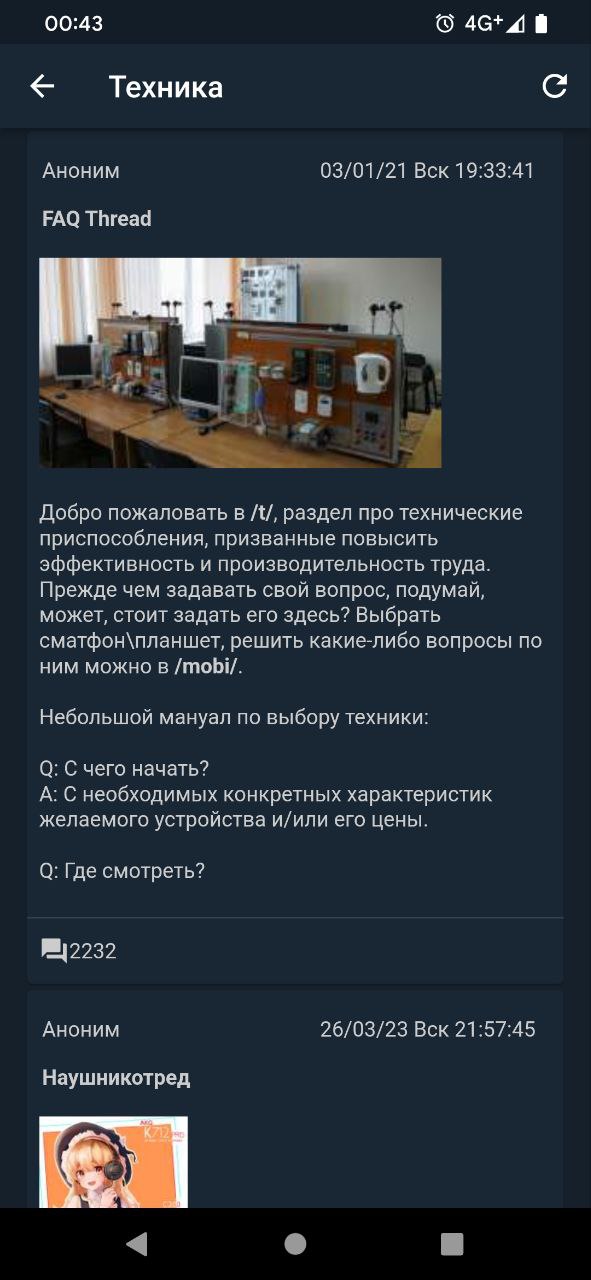 00:43
4G+
Техника
Аноним
03/01/21 Вск 19:33:41
FAQ Thread
Добро пожаловать в /t/, раздел про технические
приспособления, призванные повысить
эффективность и производительность труда.
Прежде чем задавать свой вопрос, подумай,
может, стоит задать его здесь? Выбрать
сматфон\планшет, решить какие-либо вопросы по
ним можно в /mobi/.
Небольшой мануал по выбору техники:
Q: С чего начать?
A: С необходимых конкретных характеристик
желаемого устройства и/или его цены.
Q: Где смотреть?
2232
Аноним
26/03/23 Вск 21:57:45
Наушникотред
AKG
K712 PRO